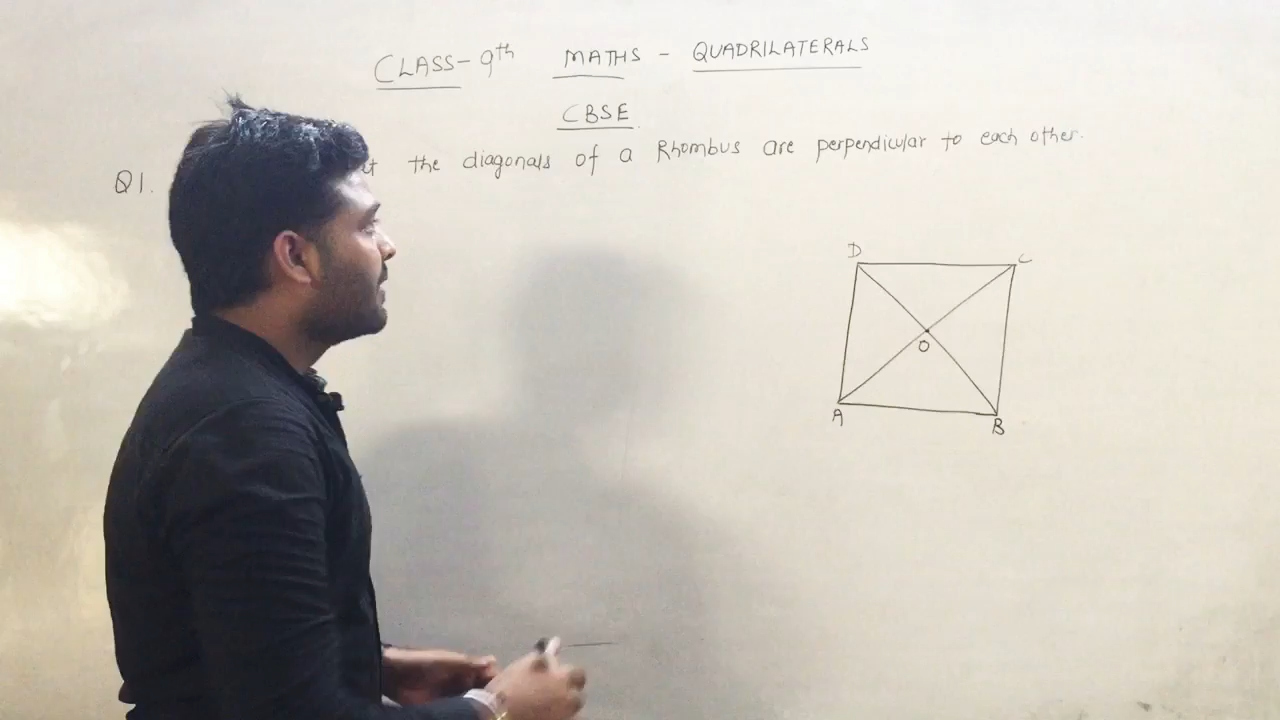 CLASS-9th MATHS - QUADRILATERALS
CBSE
Q1. the diagonals of a Rhombus are perpendicular to each other.
D C
O
A B